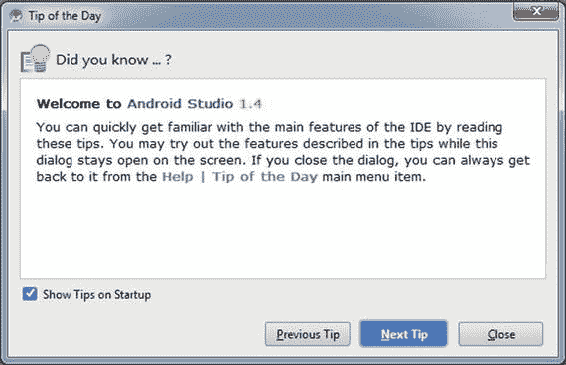 Tip of the Day
Did you know ... ?
Welcome to Android Studio 1.4
You can quickly get familiar with the main features of the IDE by reading
these tips. You may try out the features described in the tips while this
dialog stays open on the screen. If you close the dialog, you can always get
back to it from the Help | Tip of the Day main menu item.
Show Tips on Startup
Previous Tip Next Tip Close